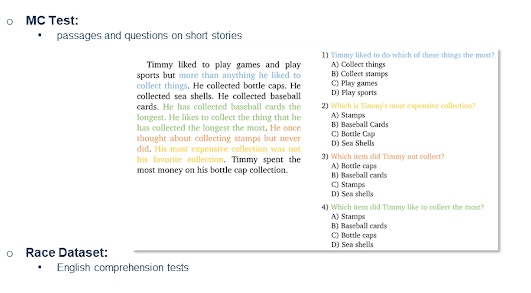 MC Test:
passages and questions on short stories
Timmy liked to play games and play
sports but more than anything he liked to
collect things. He collected bottle caps. He
collected sea shells. He collected baseball
cards. He has collected baseball cards the
longest. He likes to collect the thing that he
has collected the longest the most. He once
thought about collecting stamps but never
did. His most expensive collection was not
his favorite collection. Timmy spent the
most money on his bottle cap collection.
1) Timmy liked to do which of these things the most?
A) Collect things
B) Collect stamps
C) Play games
D) Play sports
2) Which is Timmy's most expensive collection?
A) Stamps
B) Baseball Cards
C) Bottle Cap
D) Sea Shells
3) Which item did Timmy not collect?
A) Bottle caps
B) Baseball cards
C) Stamps
D) Sea shells
4) Which item did Timmy like to collect the most?
A) Stamps
B) Baseball cards
C) Bottle caps
D) Sea shells
Race Dataset:
English comprehension tests